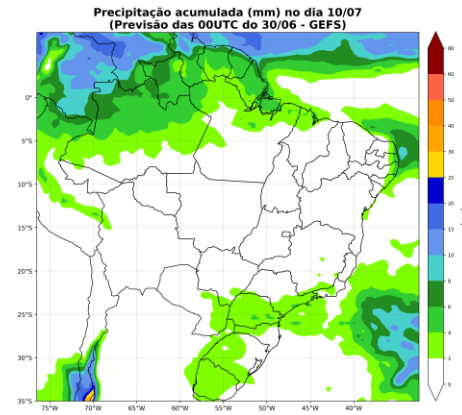 Precipitação acumulada (mm) no dia 10/07
(Previsão das 00UTC do 30/06 - GEFS)
80
60
50
40
30
25
20
15
10
8
6
4
2
0
0°
5°S
10°S
15°S
20°S
25°S
30°S
35°S
75°W 70°W 65°W 60°W 55°W 50°W 45°W 40°W